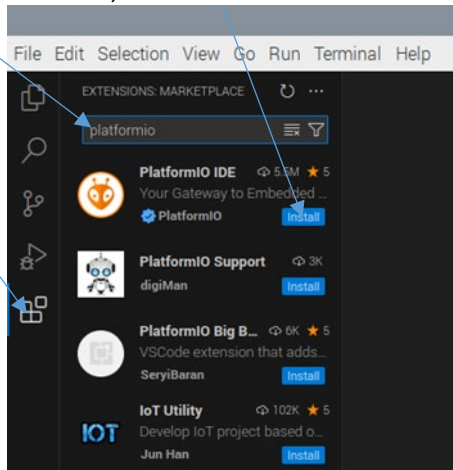 File Edit Selection View Go Run Terminal Help
EXTENSIONS: MARKETPLACE
platformio
PlatformIO IDE 5.5M ★ 5
Your Gateway to Embedded ...
PlatformIO Install
PlatformIO Support 3K
digiMan Install
PlatformIO Big B... 6K ★ 5
VSCode extension that adds...
SeryiBaran Install
IoT Utility 102K ★ 5
IOT Develop IoT project based o...
Jun Han Install